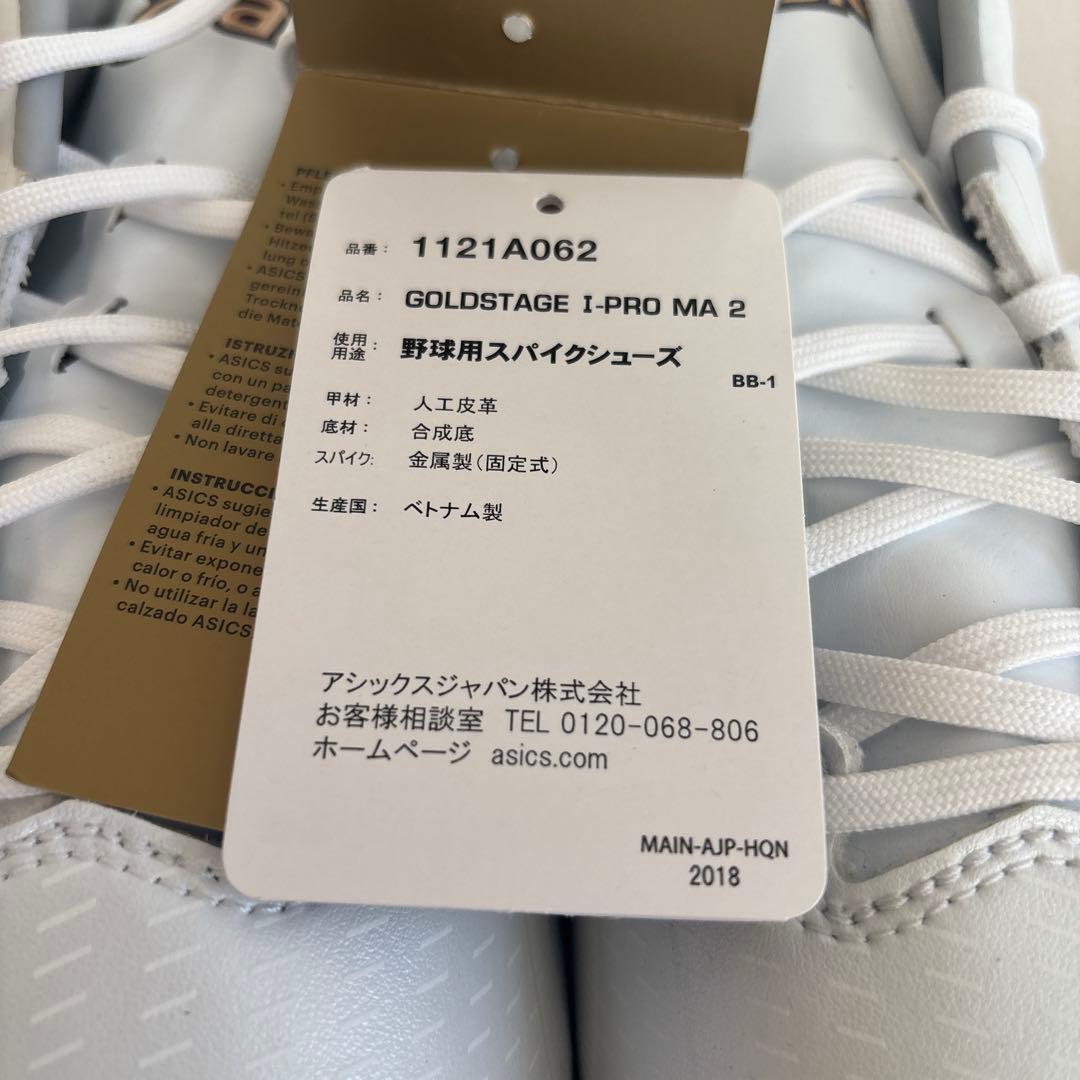 品番： 1121A062
品名： GOLDSTAGE I-PRO MA 2
使用用途 ： 野球用スパイクシューズ
BB-1
甲材： 人工皮革
底材： 合成底
スパイク: 金属製（固定式）
生産国： ベトナム製
アシックスジャパン株式会社
お客様相談室 TEL 0120-068-806
ホームページ asics.com
MAIN-AJP-HQN
2018
• ASICS
die Mat
• ASICS su
con un pa
detergent
• Evitare di
alla diretta
• Non lavare
INSTRUCCI
• ASICS sugie
limpiador de
agua fría y un
• Evitar expone
calor o frío, o a
• No utilizar la la
calzado ASICS